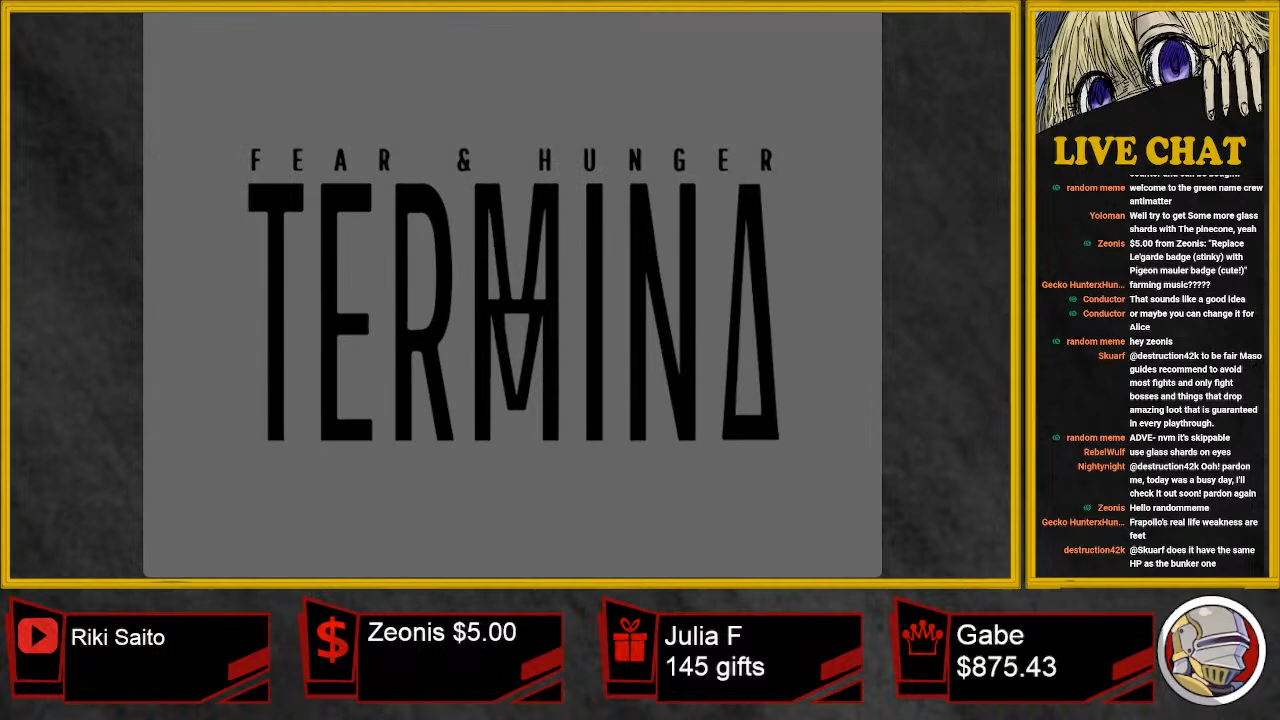 FEAR & HUNGER
TERMINA
LIVE CHAT
random meme welcome to the green name crew
antimatter
Yoloman Well try to get Some more glass
shards with The pinecone, yeah
Zeonis $5.00 from Zeonis: "Replace
Le'garde badge (stinky) with
Pigeon mauler badge (cute!)"
Gecko HunterxHun... farming music?????
Conductor That sounds like a good idea
Conductor or maybe you can change it for
Alice
random meme hey zeonis
Skuarf @destruction42k to be fair Maso
guides recommend to avoid
most fights and only fight
bosses and things that drop
amazing loot that is guaranteed
in every playthrough.
random meme ADVE- nvm it's skippable
RebelWulf use glass shards on eyes
Nightynight @destruction42k Ooh! pardon
me, today was a busy day, I'll
check it out soon! pardon again
Zeonis Hello randommeme
Gecko HunterxHun... Frapollo's real life weakness are
feet
destruction42k @Skuarf does it have the same
HP as the bunker one
Riki Saito
Zeonis $5.00
Julia F
145 gifts
Gabe
$875.43